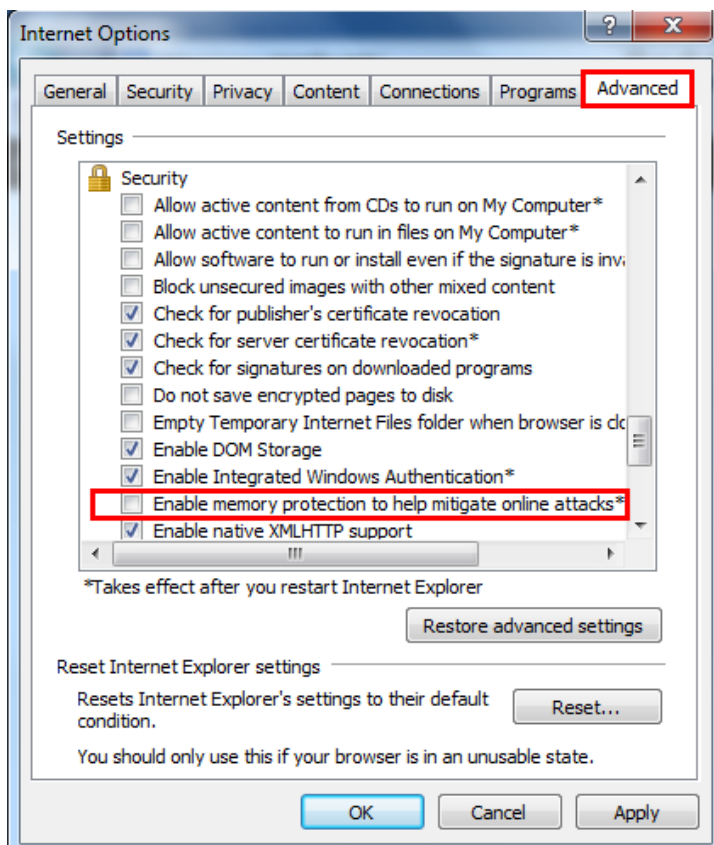 Internet Options
?
X
General Security Privacy Content Connections Programs Advanced
Settings
Security
Allow active content from CDs to run on My Computer*
Allow active content to run in files on My Computer*
Allow software to run or install even if the signature is
Block unsecured images with other mixed content
Check for publisher's certificate revocation
Check for server certificate revocation*
Check for signatures on downloaded programs
Do not save encrypted pages to disk
Empty Temporary Internet Files folder when browser is
Enable DOM Storage
Enable Integrated Windows Authentication*
Enable memory protection to help mitigate online attacks*
Enable native XMLHTTP support
*Takes effect after you restart Internet Explorer
Restore advanced settings
Reset Internet Explorer settings
Resets Internet Explorer's settings to their default
condition.
Reset...
You should only use this if your browser is in an unusable state.
OK Cancel Apply